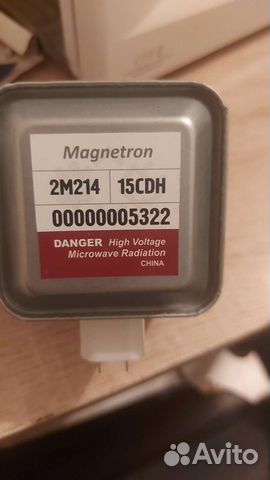 Magnetron
2M214 15CDH
00000005322
DANGER High Voltage
Microwave Radiation
CHINA
Avito